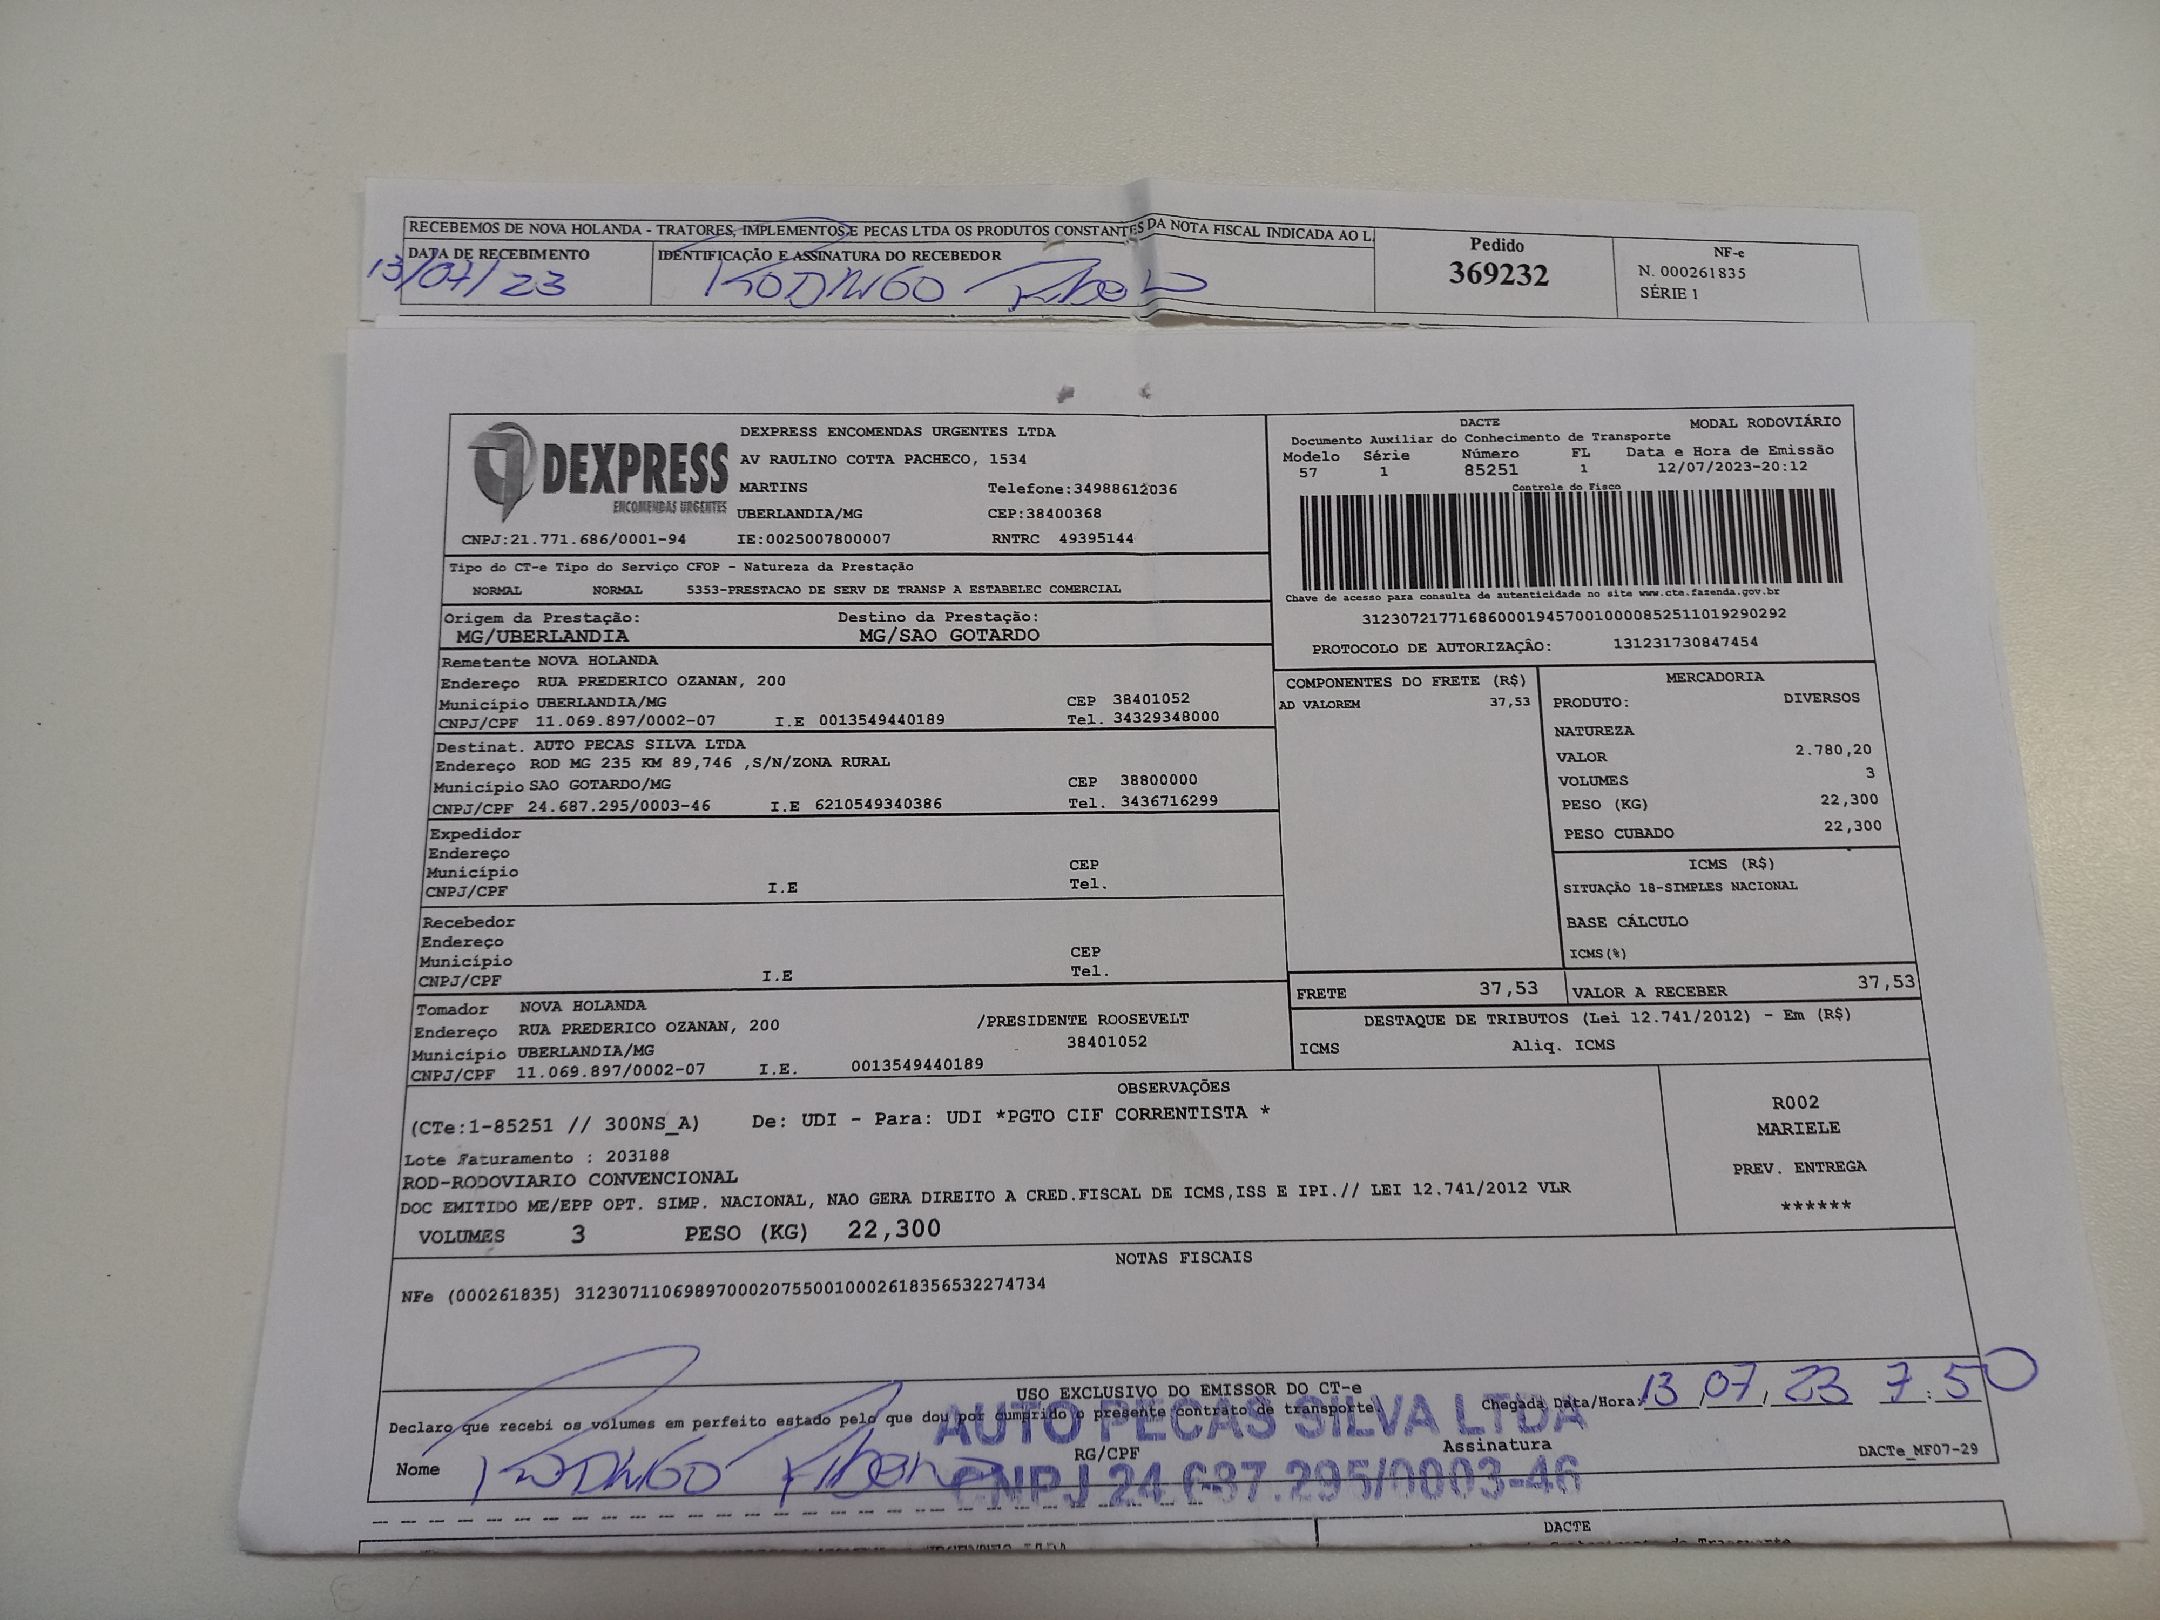 RECEBEMOS DE NOVA HOLANDA - TRATORES, IMPLEMENTOS E PECAS LTDA OS PRODUTOS CONSTANTES DA NOTA FISCAL INDICADA AO L
DATA DE RECEBIMENTO
13/07/23
IDENTIFICAÇÃO E ASSINATURA DO RECEBEDOR
RODRIGO
Pedido
369232
NF-e
N. 000261835
SÉRIE 1
DEXPRESS
ENCOMENDAS URGENTES
DEXPRESS ENCOMENDAS URGENTES LTDA
AV RAULINO COTTA PACHECO, 1534
MARTINS Telefone:34988612036
UBERLANDIA/MG CEP:38400368
CNPJ:21.771.686/0001-94 IE:0025007800007 RNTRC 49395144
DACTE MODAL RODOVIÁRIO
Documento Auxiliar do Conhecimento de Transporte
Modelo Série Número FL Data e Hora de Emissão
57 1 85251 1 12/07/2023-20:12
Controle do Fisco
Chave de acesso para consulta de autenticidade no site www.cte.fazenda.gov.br
31230721771686000194570010000852511019290292
PROTOCOLO DE AUTORIZAÇÃO: 131231730847454
Tipo do CT-e Tipo do Serviço CFOP - Natureza da Prestação
NORMAL NORMAL 5353-PRESTACAO DE SERV DE TRANSP A ESTABELEC COMERCIAL
Origem da Prestação: Destino da Prestação:
MG/UBERLANDIA MG/SAO GOTARDO
Remetente NOVA HOLANDA
Endereço RUA PREDERICO OZANAN, 200
Município UBERLANDIA/MG CEP 38401052
CNPJ/CPF 11.069.897/0002-07 I.E 0013549440189 Tel. 34329348000
Destinat. AUTO PECAS SILVA LTDA
Endereço ROD MG 235 KM 89,746 ,S/N/ZONA RURAL
Município SAO GOTARDO/MG CEP 38800000
CNPJ/CPF 24.687.295/0003-46 I.E 6210549340386 Tel. 3436716299
Expedidor
Endereço
Município CEP
CNPJ/CPF I.E Tel.
Recebedor
Endereço
Município CEP
CNPJ/CPF I.E Tel.
Tomador NOVA HOLANDA
Endereço RUA PREDERICO OZANAN, 200 /PRESIDENTE ROOSEVELT
Município UBERLANDIA/MG 38401052
CNPJ/CPF 11.069.897/0002-07 I.E. 0013549440189
COMPONENTES DO FRETE (R$)
AD VALOREM 37,53
MERCADORIA
PRODUTO: DIVERSOS
NATUREZA
VALOR 2.780,20
VOLUMES 3
PESO (KG) 22,300
PESO CUBADO 22,300
ICMS (R$)
SITUAÇÃO 18-SIMPLES NACIONAL
BASE CÁLCULO
ICMS(%)
FRETE 37,53 VALOR A RECEBER 37,53
DESTAQUE DE TRIBUTOS (Lei 12.741/2012) - Em (R$)
ICMS Aliq. ICMS
OBSERVAÇÕES
(CTe:1-85251 // 300NS_A) De: UDI - Para: UDI *PGTO CIF CORRENTISTA *
Lote Faturamento : 203188
ROD-RODOVIARIO CONVENCIONAL
DOC EMITIDO ME/EPP OPT. SIMP. NACIONAL, NAO GERA DIREITO A CRED.FISCAL DE ICMS,ISS E IPI.// LEI 12.741/2012 VLR
VOLUMES 3 PESO (KG) 22,300
R002
MARIELE
PREV. ENTREGA
******
NOTAS FISCAIS
NFe (000261835) 31230711069897000207550010002618356532274734
USO EXCLUSIVO DO EMISSOR DO CT-e
Chegada Data/Hora: 13/07/23 7:50
Declaro que recebi os volumes em perfeito estado pelo que dou por cumprido o presente contrato de transporte.
AUTO PECAS SILVA LTDA
Nome RODRIGO RG/CPF Assinatura DACTe_MF07-29
CNPJ 24.687.295/0003-46
DACTE